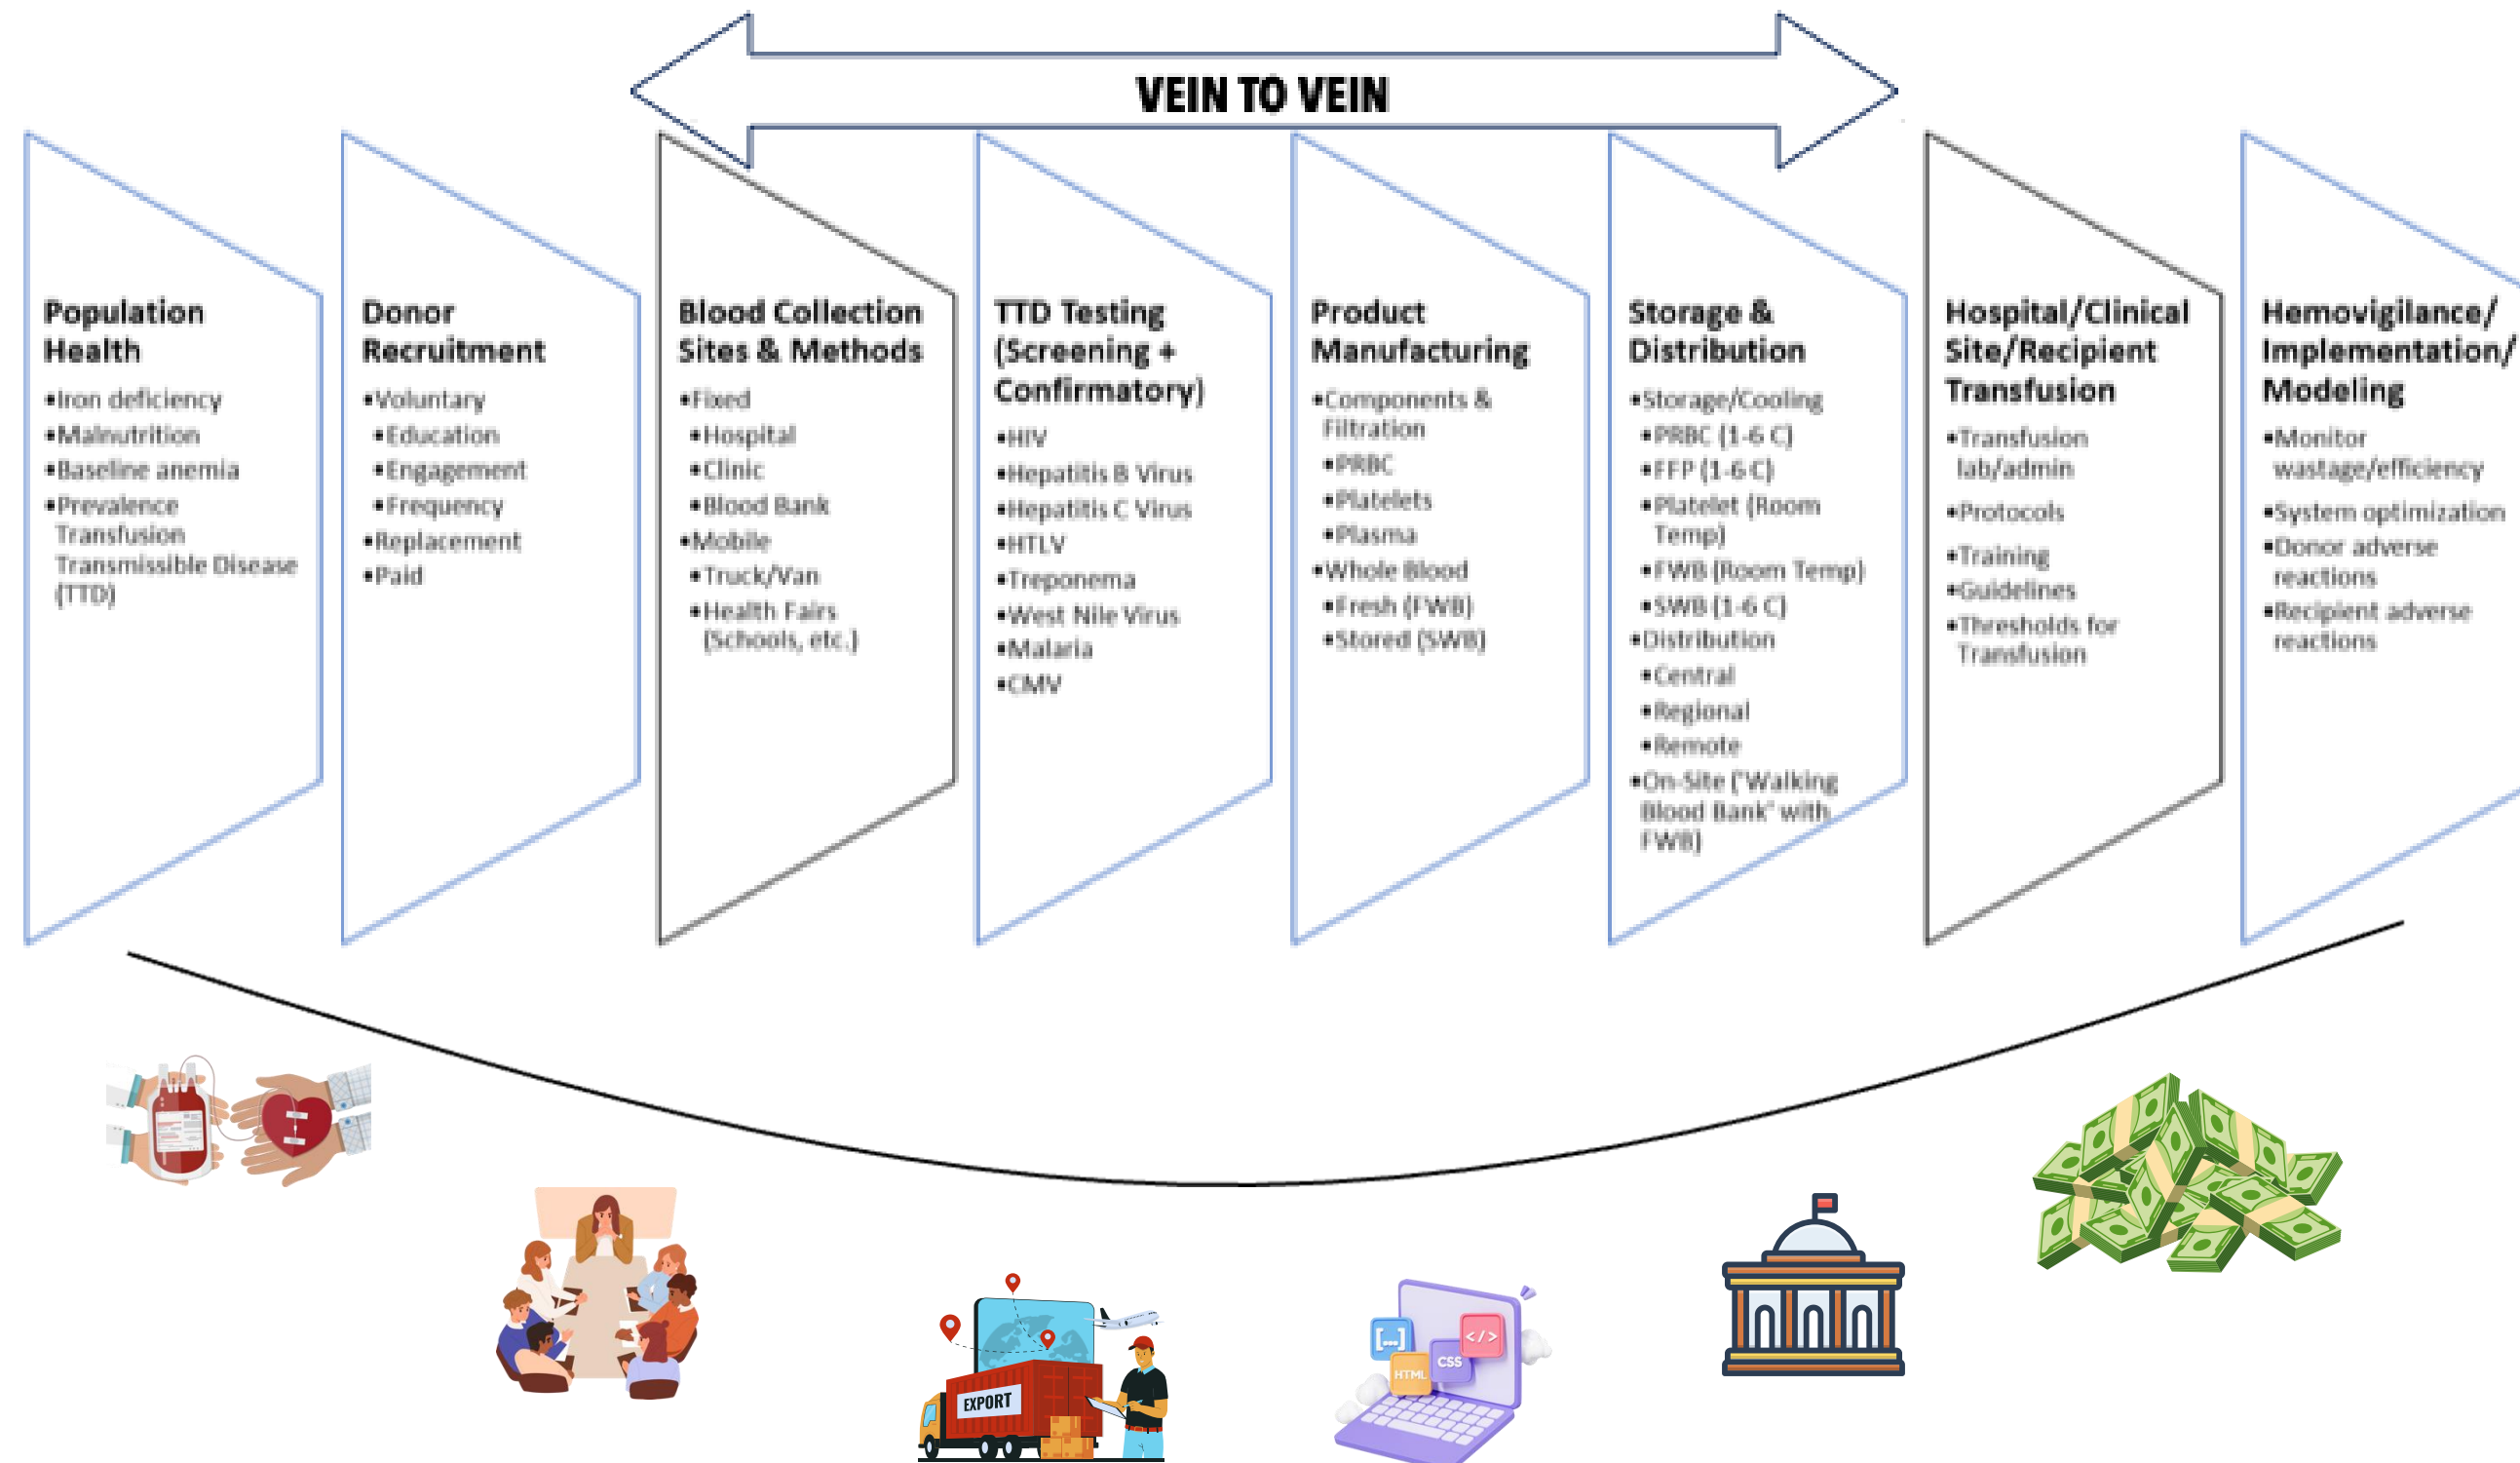 VEIN TO VEIN
Population
Health
•Iron deficiency
•Malnutrition
•Baseline anemia
•Prevalence
Transfusion
Transmissible Disease
(TTD)
Donor
Recruitment
•Voluntary
•Education
•Engagement
•Frequency
•Replacement
•Paid
Blood Collection
Sites & Methods
•Fixed
•Hospital
•Clinic
•Blood Bank
•Mobile
•Truck/Van
•Health Fairs
(Schools, etc.)
TTD Testing
(Screening +
Confirmatory)
•HIV
•Hepatitis B Virus
•Hepatitis C Virus
•HTLV
•Treponema
•West Nile Virus
•Malaria
•CMV
Product
Manufacturing
•Components &
Filtration
•PRBC
•Platelets
•Plasma
•Whole Blood
•Fresh (FWB)
•Stored (SWB)
Storage &
Distribution
•Storage/Cooling
•PRBC (1-6 C)
•FFP (1-6 C)
•Platelet (Room
Temp)
•FWB (Room Temp)
•SWB (1-6 C)
•Distribution
•Central
•Regional
•Remote
•On-Site ("Walking
Blood Bank" with
FWB)
Hospital/Clinical
Site/Recipient
Transfusion
•Transfusion
lab/admin
•Protocols
•Training
•Guidelines
•Thresholds for
Transfusion
Hemovigilance/
Implementation/
Modeling
•Monitor
wastage/efficiency
•System optimization
•Donor adverse
reactions
•Recipient adverse
reactions
EXPORT
[...]
</>
CSS
HTML